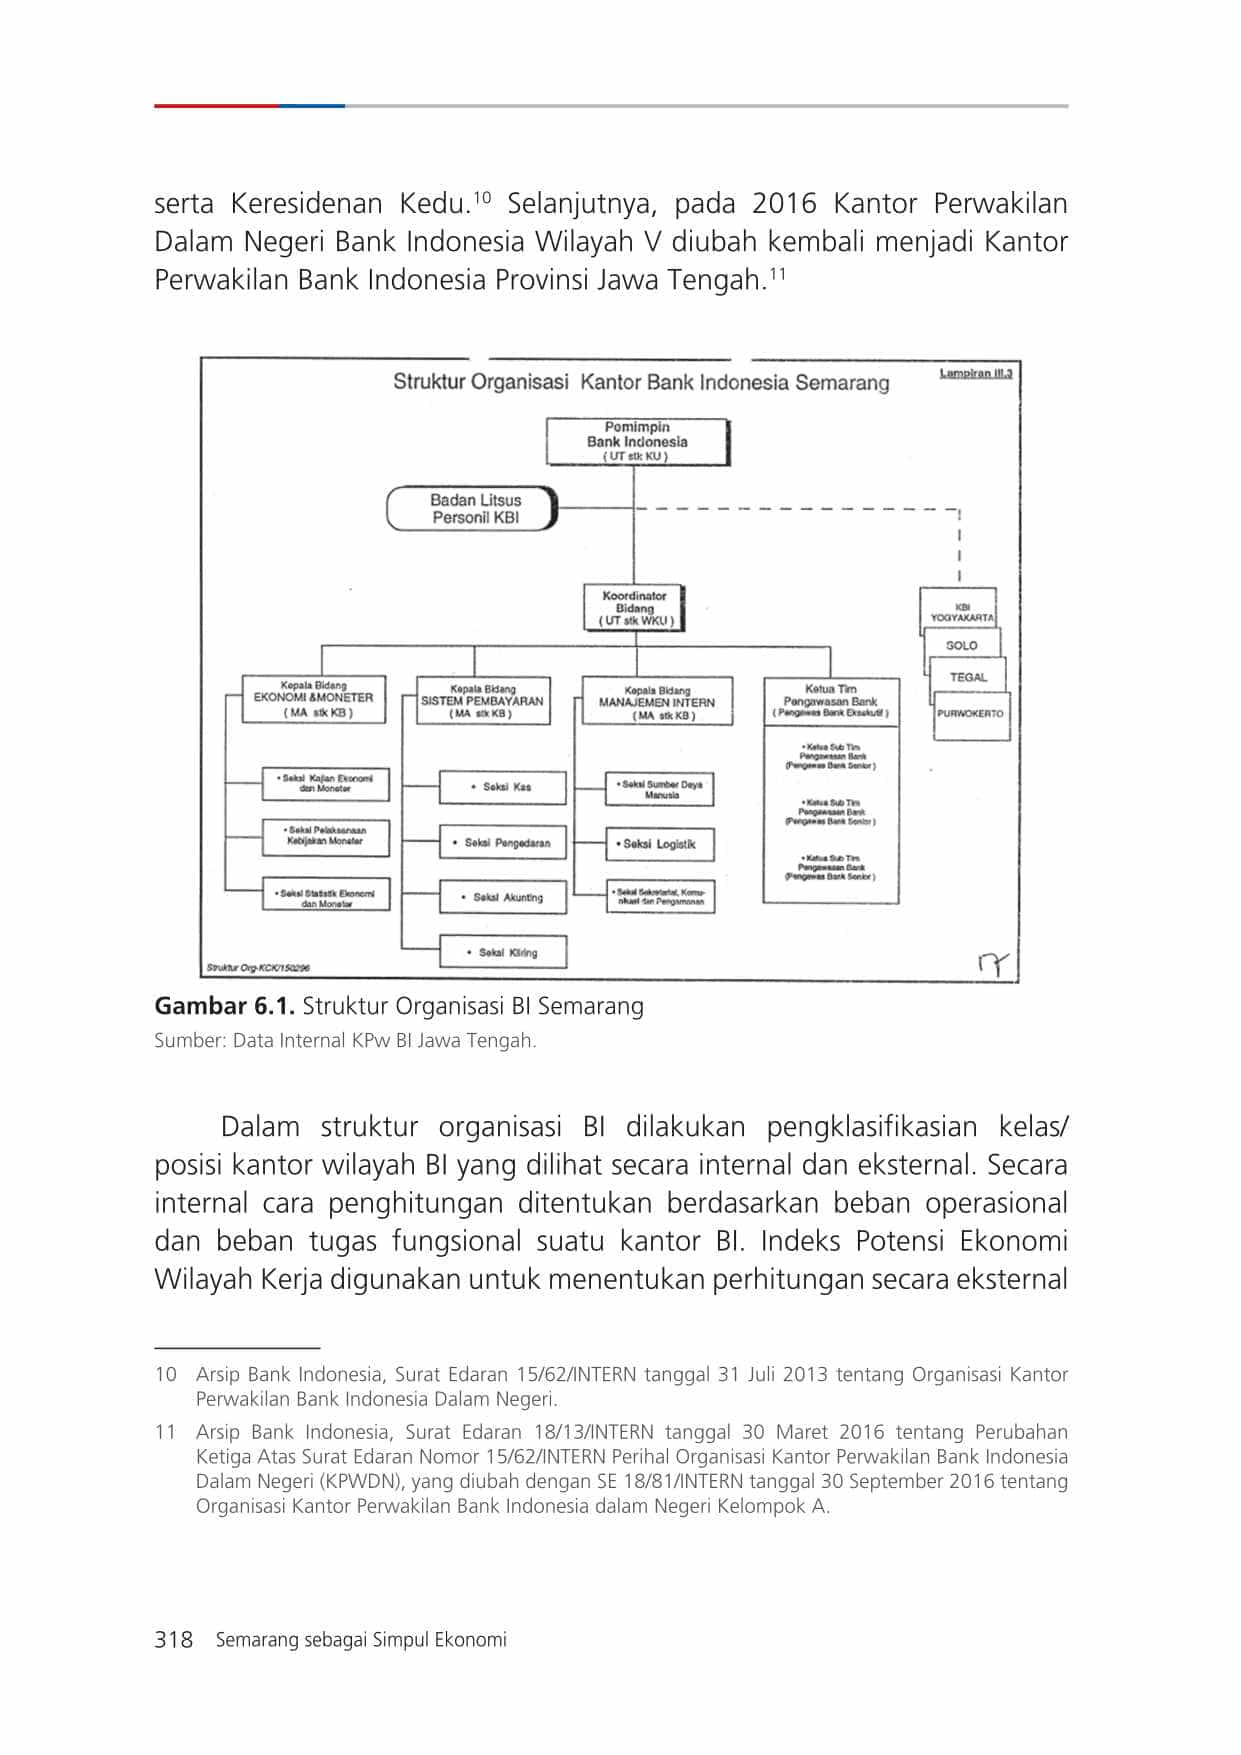 serta Keresidenan Kedu.10 Selanjutnya, pada 2016 Kantor Perwakilan
Dalam Negeri Bank Indonesia Wilayah V diubah kembali menjadi Kantor
Perwakilan Bank Indonesia Provinsi Jawa Tengah.11
Lampiran III.3
Struktur Organisasi Kantor Bank Indonesia Semarang
Pomimpin
Bank Indonesia
( UT stk KU )
Badan Litsus
Personil KBI
Koordinator
Bidang
( UT stk WKU )
KBI
YOGYAKARTA
SOLO
TEGAL
PURWOKERTO
Kepala Bidang
EKONOMI &MONETER
( MA stk KB )
• Seksi Kajian Ekonomi
dan Moneter
• Seksi Pelaksanaan
Kebijakan Moneter
• Seksi Statistik Ekonomi
dan Moneter
Kepala Bidang
SISTEM PEMBAYARAN
( MA stk KB )
• Seksi Kas
• Seksi Pengedaran
• Seksi Akunting
• Seksi Kliring
Kepala Bidang
MANAJEMEN INTERN
( MA stk KB )
• Seksi Sumber Daya
Manusia
• Seksi Logistik
• Seksi Sekretariat, Komu-
nikasi dan Pengamanan
Ketua Tim
Pengawasan Bank
( Pengawas Bank Eksekutif )
• Ketua Sub Tim
Pengawasan Bank
(Pengawas Bank Senior )
• Ketua Sub Tim
Pengawasan Bank
(Pengawas Bank Senior )
• Ketua Sub Tim
Pengawasan Bank
(Pengawas Bank Senior )
Struktur Org-KCK/150296
Gambar 6.1. Struktur Organisasi BI Semarang
Sumber: Data Internal KPw BI Jawa Tengah.
Dalam struktur organisasi BI dilakukan pengklasifikasian kelas/
posisi kantor wilayah BI yang dilihat secara internal dan eksternal. Secara
internal cara penghitungan ditentukan berdasarkan beban operasional
dan beban tugas fungsional suatu kantor BI. Indeks Potensi Ekonomi
Wilayah Kerja digunakan untuk menentukan perhitungan secara eksternal
10 Arsip Bank Indonesia, Surat Edaran 15/62/INTERN tanggal 31 Juli 2013 tentang Organisasi Kantor
Perwakilan Bank Indonesia Dalam Negeri.
11 Arsip Bank Indonesia, Surat Edaran 18/13/INTERN tanggal 30 Maret 2016 tentang Perubahan
Ketiga Atas Surat Edaran Nomor 15/62/INTERN Perihal Organisasi Kantor Perwakilan Bank Indonesia
Dalam Negeri (KPWDN), yang diubah dengan SE 18/81/INTERN tanggal 30 September 2016 tentang
Organisasi Kantor Perwakilan Bank Indonesia dalam Negeri Kelompok A.
318 Semarang sebagai Simpul Ekonomi